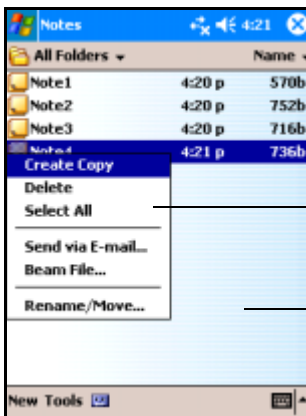 Notes 4:21
All Folders Name
Note1 4:20 p 570b
Note2 4:20 p 752b
Note3 4:20 p 716b
Note4 4:21 p 736b
Create Copy
Delete
Select All
Send via E-mail...
Beam File...
Rename/Move...
New Tools